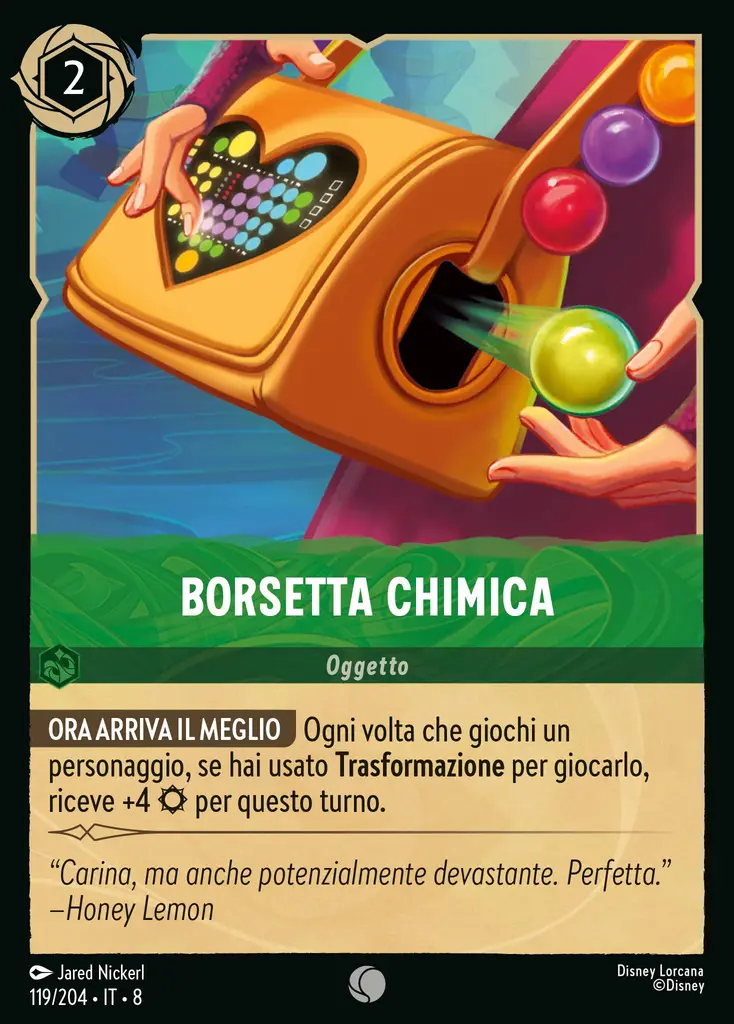 2
BORSETTA CHIMICA
Oggetto
ORA ARRIVA IL MEGLIO Ogni volta che giochi un
personaggio, se hai usato Trasformazione per giocarlo,
riceve +4 per questo turno.
“Carina, ma anche potenzialmente devastante. Perfetta.”
–Honey Lemon
Jared Nickerl
119/204 • IT • 8
Disney Lorcana
©Disney